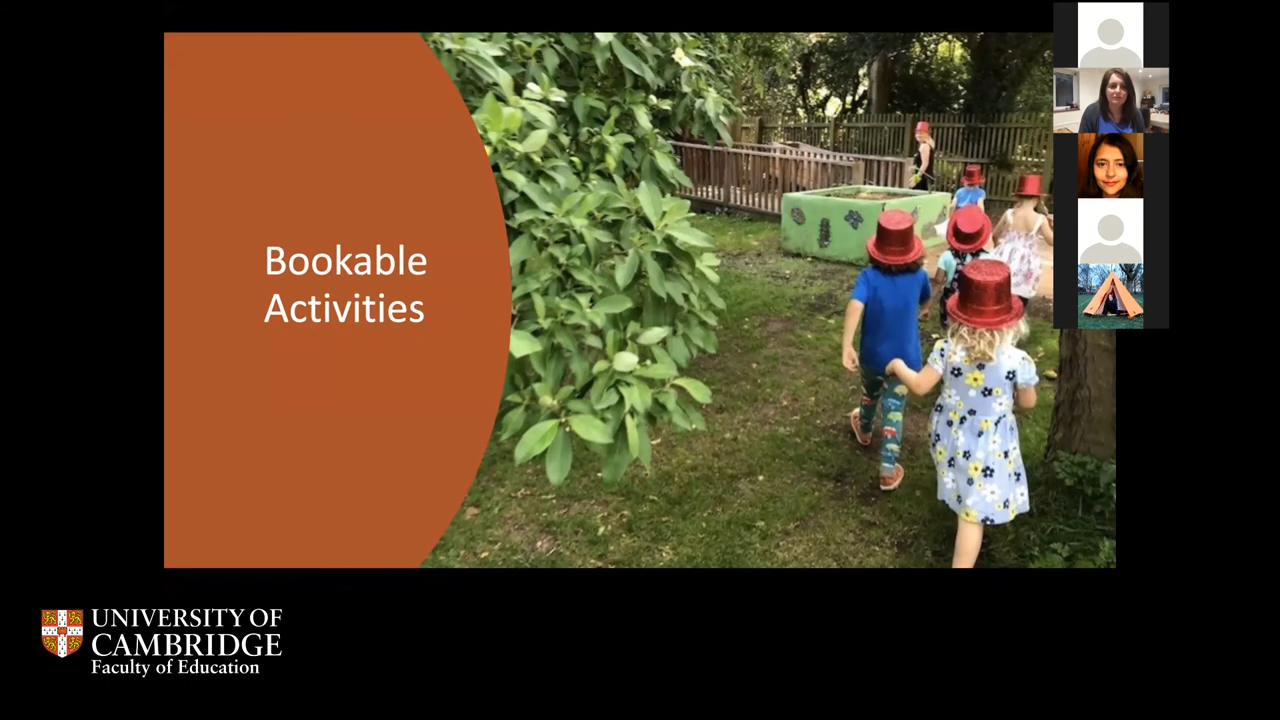 Bookable
Activities
UNIVERSITY OF
CAMBRIDGE
Faculty of Education